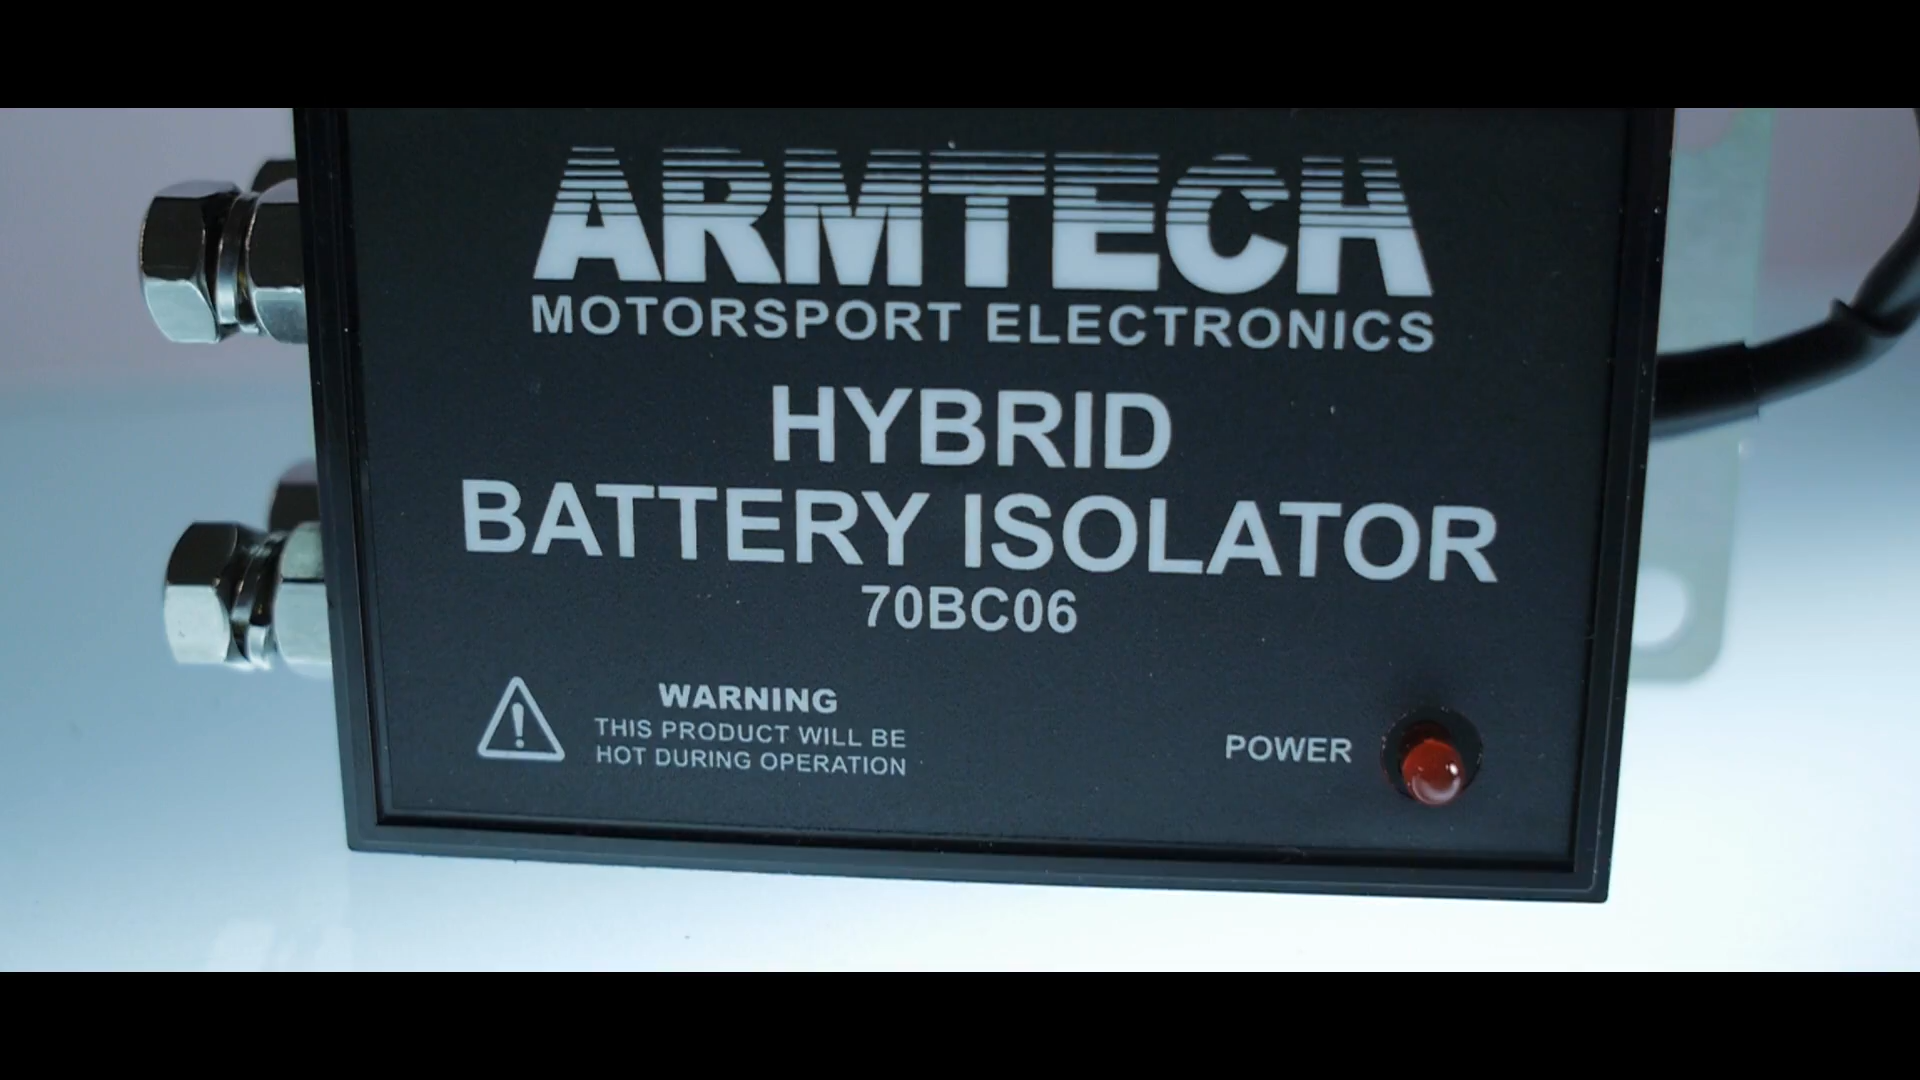 ARMTECH
MOTORSPORT ELECTRONICS
HYBRID
BATTERY ISOLATOR
70BC06
WARNING
THIS PRODUCT WILL BE
HOT DURING OPERATION
POWER